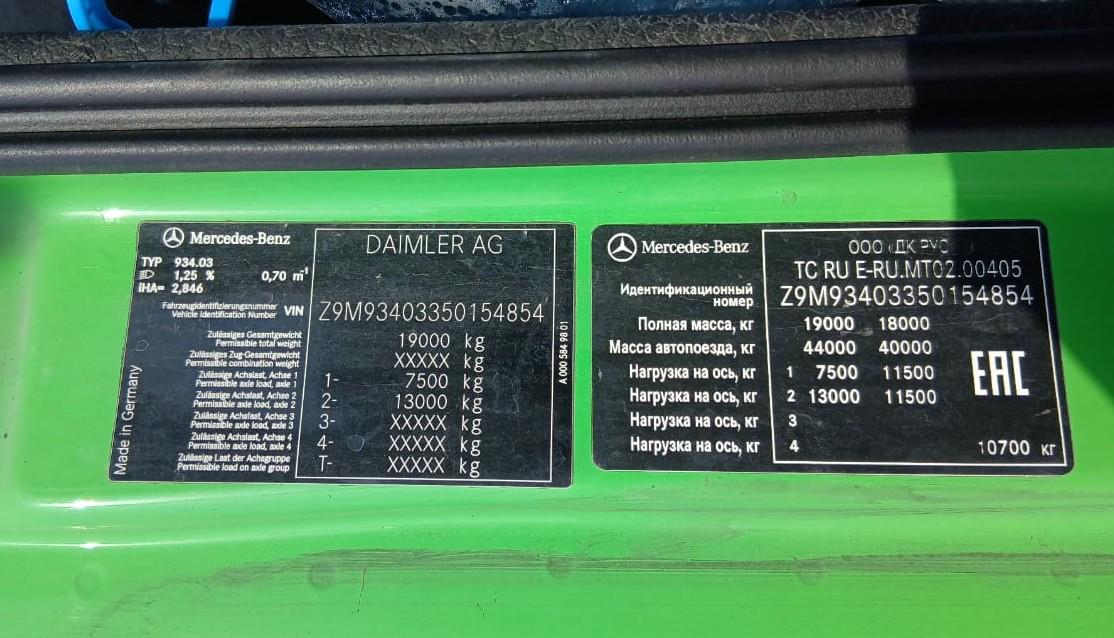 Mercedes-Benz
DAIMLER AG
TYP 934.03
1,25 % 0,70 m⁻¹
IHA= 2,846
Fahrzeugidentifizierungsnummer
Vehicle Identification Number VIN Z9M93403350154854
Zulässiges Gesamtgewicht
Permissible total weight 19000 kg
Zulässiges Zug-Gesamtgewicht
Permissible combination weight XXXXX kg
Zulässige Achslast, Achse 1
Permissible axle load, axle 1 1- 7500 kg
Zulässige Achslast, Achse 2
Permissible axle load, axle 2 2- 13000 kg
Zulässige Achslast, Achse 3
Permissible axle load, axle 3 3- XXXXX kg
Zulässige Achslast, Achse 4
Permissible axle load, axle 4 4- XXXXX kg
Zulässige Last der Achsgruppe
Permissible load on axle group T- XXXXX kg
Made in Germany
A 000 584 98 01
Mercedes-Benz
ООО «ДК РУС
TC RU E-RU.MT02.00405
Идентификационный
номер Z9M93403350154854
Полная масса, кг 19000 18000
Масса автопоезда, кг 44000 40000
Нагрузка на ось, кг 1 7500 11500
Нагрузка на ось, кг 2 13000 11500
Нагрузка на ось, кг 3
Нагрузка на ось, кг 4 10700 кг
EAC